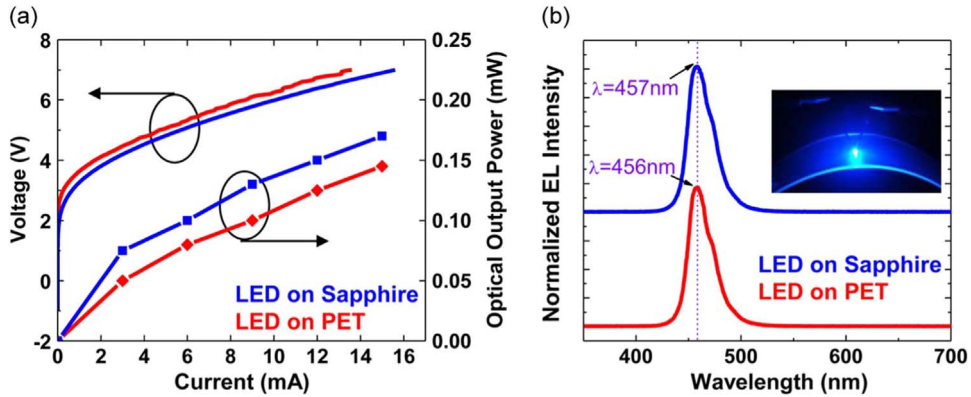 (a)
8
6
4
2
0
-2
Voltage (V)
0.25
0.20
0.15
0.10
0.05
0.00
Optical Output Power (mW)
LED on Sapphire
LED on PET
0 2 4 6 8 10 12 14 16
Current (mA)
(b)
Normalized EL Intensity
λ=457nm
λ=456nm
LED on Sapphire
LED on PET
400 500 600 700
Wavelength (nm)